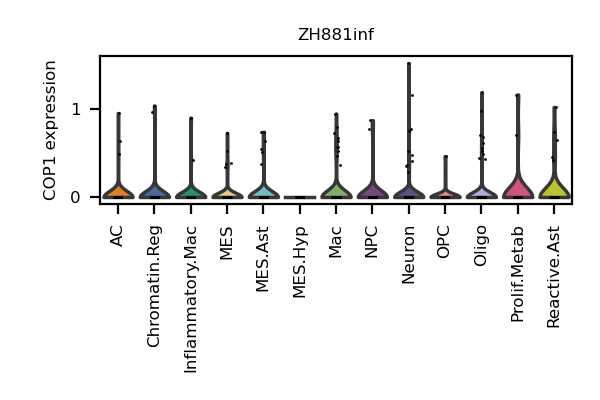 ZH881inf
COP1 expression
1
0
AC
Chromatin.Reg
Inflammatory.Mac
MES
MES.Ast
MES.Hyp
Mac
NPC
Neuron
OPC
Oligo
Prolif.Metab
Reactive.Ast